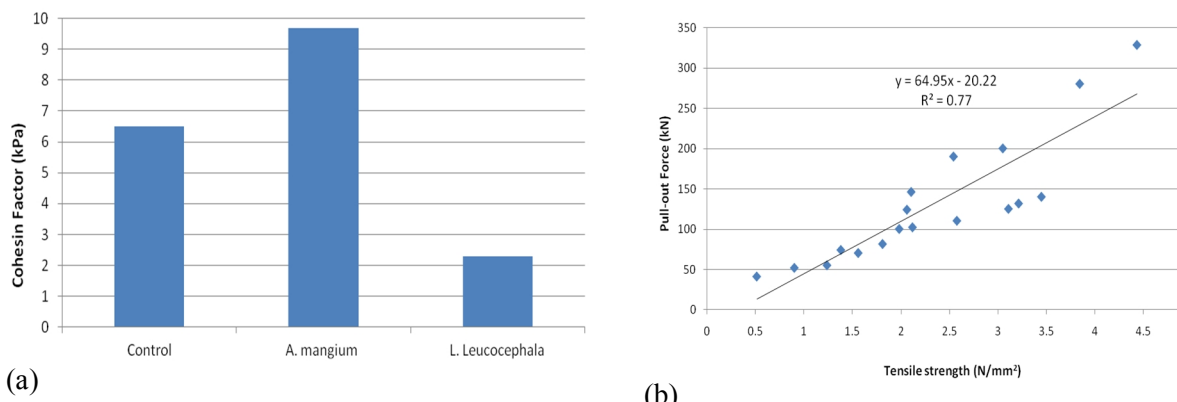 10
9
8
7
6
5
4
3
2
1
0
Cohesin Factor (kPa)
Control A. mangium L. Leucocephala
(a)
350
300
250
200
150
100
50
0
Pull-out Force (kN)
y = 64.95x - 20.22
R² = 0.77
0 0.5 1 1.5 2 2.5 3 3.5 4 4.5
Tensile strength (N/mm²)
(b)